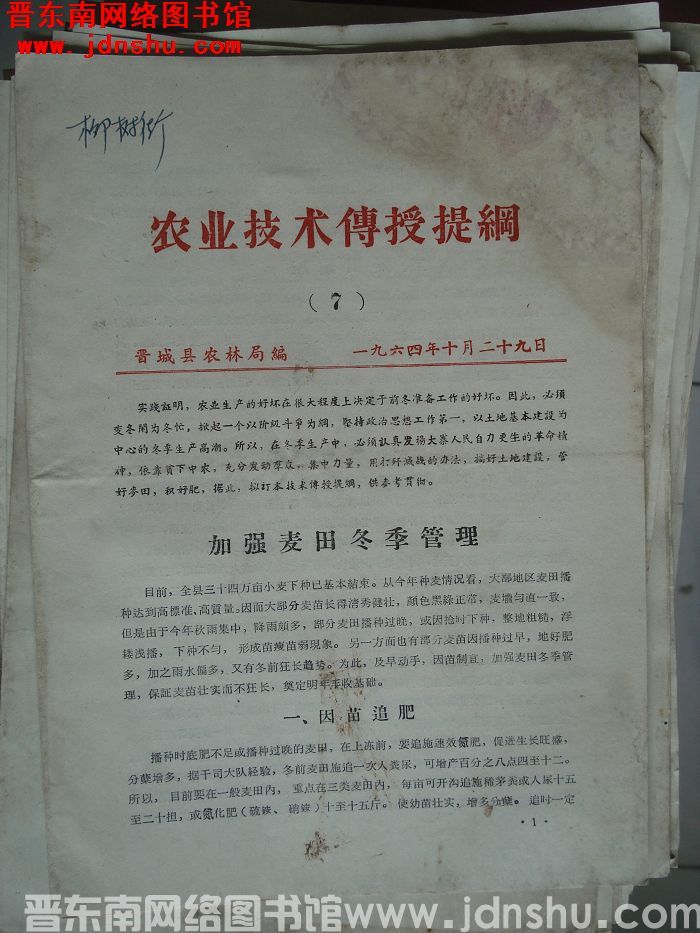 晋东南网络图书馆
www.jdnshu.com
柳树街
农业技术傳授提綱
（7）
晋城县农林局編 一九六四年十月二十九日
实践証明，农业生产的好坏在很大程度上决定于前冬准备工作的好坏。因此，必須
变冬閑为冬忙，掀起一个以阶級斗爭为綱，堅持政治思想工作第一，以土地基本建设为
中心的冬季生产高潮。所以，在冬季生产中，必須认真发揚大寨人民自力更生的革命精
神，依靠貧下中农，充分发动羣众，集中力量，用打歼滅战的办法，搞好土地建設，管
好麦田，积好肥，据此，拟訂本技术傳授提綱，供参考貫彻。
加强麦田冬季管理
目前，全县三十四万亩小麦下种已基本結束。从今年种麦情况看，大部地区麦田播
种达到高標准、高質量。因而大部分麦苗长得清秀健壮，顏色黑綠正常，麦壠匀直一致，
但是由于今年秋雨集中，降雨頻多，部分麦田播种过晚，或因抢时下种，整地粗糙，浮
耧浅播，下种不匀，形成苗瘦苗弱現象。另一方面也有部分麦苗因播种过早，地好肥
多，加之雨水偏多，又有冬前狂长趋势。为此，及早动手，因苗制宜，加强麦田冬季管
理，保証麦苗壮实而不狂长，奠定明年丰收基础。
一、因苗追肥
播种时底肥不足或播种过晚的麦田，在上冻前，要追施速效氮肥，促进生长旺盛，
分蘖增多，据干司大队经驗，冬前麦田施追一次人粪尿，可增产百分之八点四至十二。
所以，目前要在一般麦田內，重点在三类麦田內，每亩可开沟追施稀茅粪或人尿十五
至二十担，或氮化肥（硫銨、硝銨）十至十五斤。使幼苗壮实，增多分蘖。追时一定
·1·
晋东南网络图书馆 www.jdnshu.com